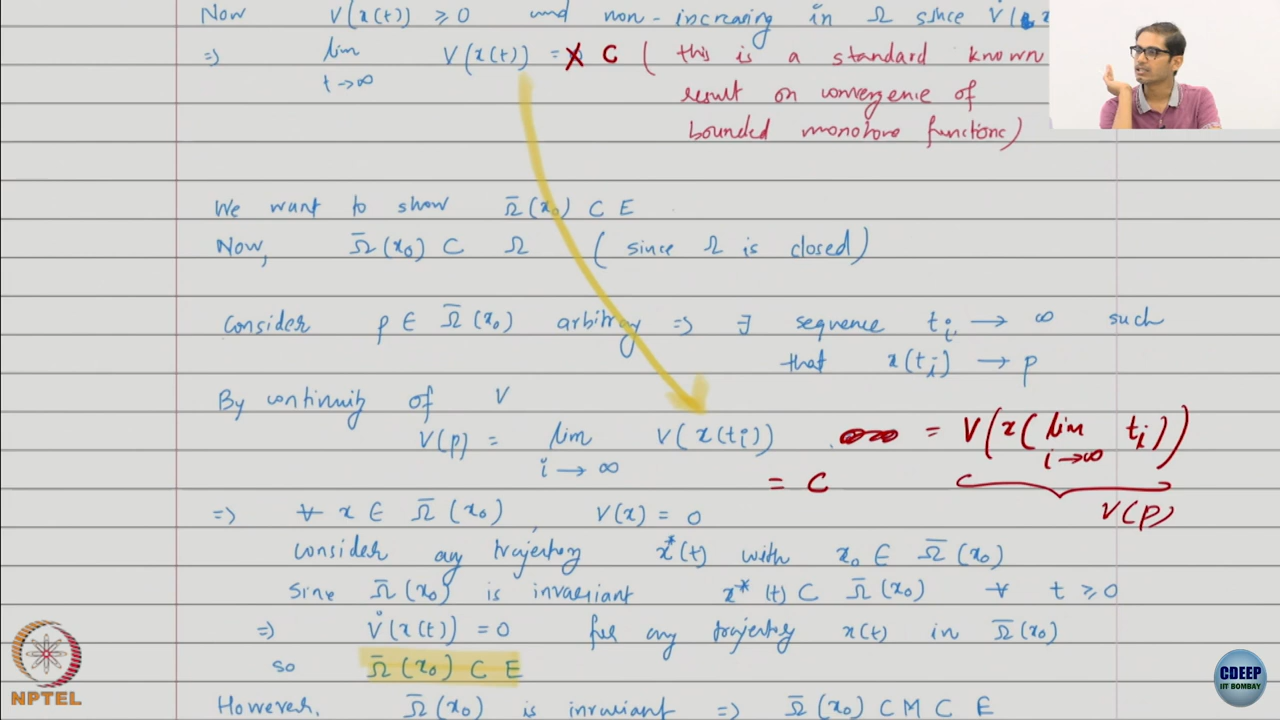 Now V(x(t)) ⩾ 0 and non-increasing in Ω since V̇(
⇒ lim t→∞ V(x(t)) = X C ( this is a standard known
result on convergenie of
bounded monotone functions)
We want to show Ω̄(x₀) ⊂ E
Now, Ω̄(x₀) ⊂ Ω ( since Ω is closed)
Consider p ∈ Ω̄(x₀) arbitray ⇒ ∃ sequence tᵢ → ∞ such
that x(tᵢ) → p
By continuity of V
V(p) = lim i→∞ V(x(tᵢ)) = V(x(lim i→∞ tᵢ))
= C V(p)
⇒ ∀ x ∈ Ω̄(x₀), V(x) = 0
Consider any trajectory x*(t) with x₀ ∈ Ω̄(x₀)
Sine Ω̄(x₀) is invariant x*(t) ⊂ Ω̄(x₀) ∀ t ⩾ 0
⇒ V̇(x(t)) = 0 for any trajectory x(t) in Ω̄(x₀)
so Ω̄(x₀) ⊂ E
However, Ω̄(x₀) is invariant ⇒ Ω̄(x₀) ⊂ M ⊂ E
NPTEL
CDEEP
IIT BOMBAY